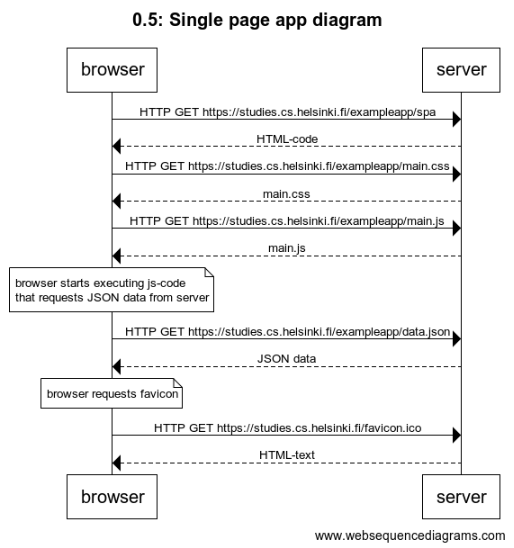 0.5: Single page app diagram
browser
server
HTTP GET https://studies.cs.helsinki.fi/exampleapp/spa
HTML-code
HTTP GET https://studies.cs.helsinki.fi/exampleapp/main.css
main.css
HTTP GET https://studies.cs.helsinki.fi/exampleapp/main.js
main.js
browser starts executing js-code
that requests JSON data from server
HTTP GET https://studies.cs.helsinki.fi/exampleapp/data.json
JSON data
browser requests favicon
HTTP GET https://studies.cs.helsinki.fi/favicon.ico
HTML-text
browser
server
www.websequencediagrams.com